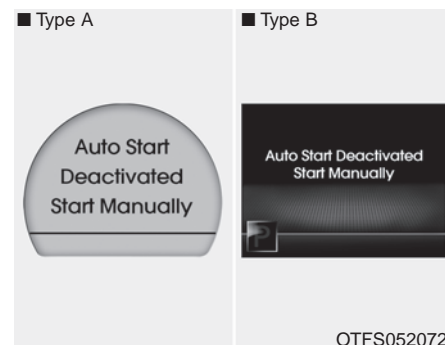 ■ Type A
Auto Start
Deactivated
Start Manually
■ Type B
Auto Start Deactivated
Start Manually
P
OTFS052072